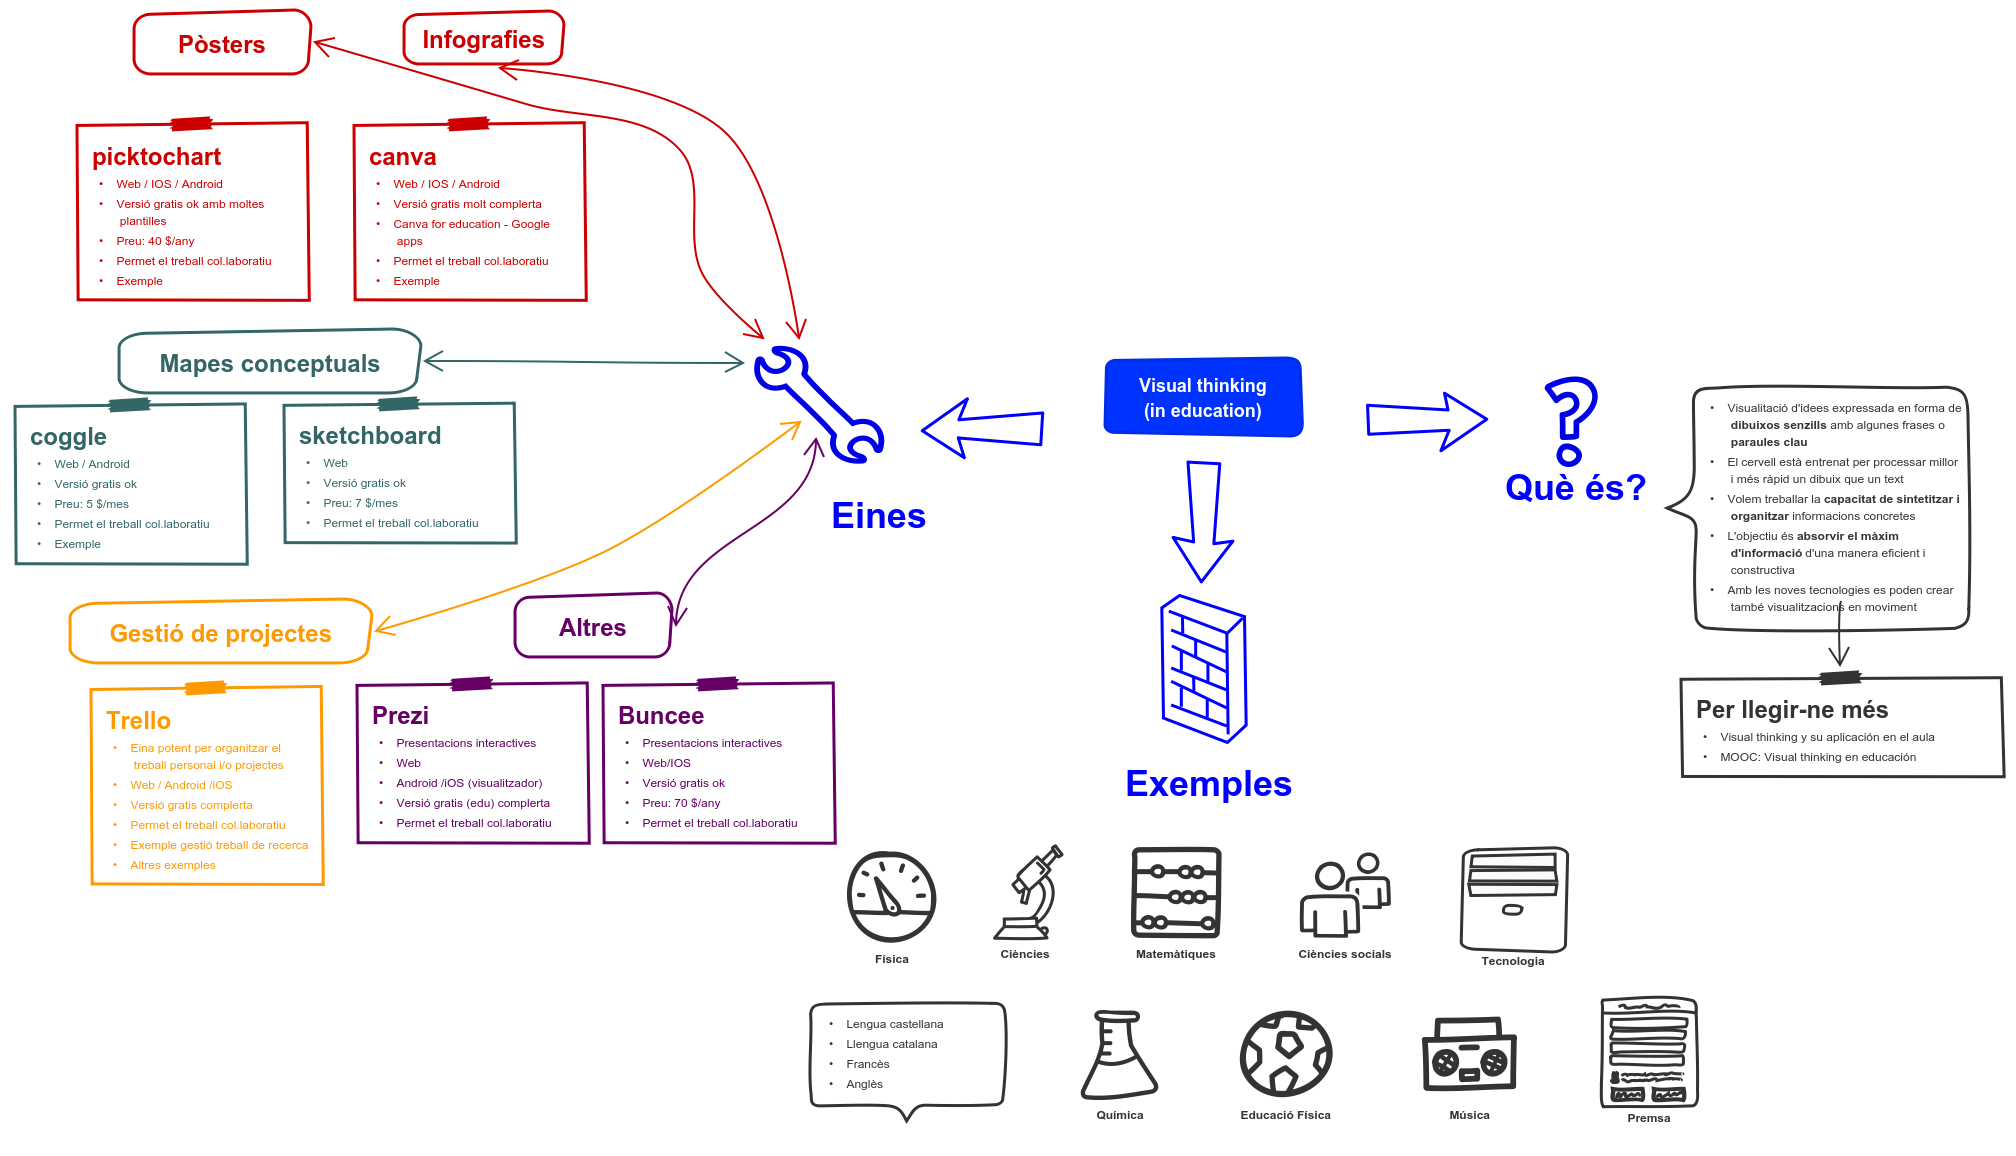 Pòsters
Infografies
picktochart
• Web / IOS / Android
• Versió gratis ok amb moltes
plantilles
• Preu: 40 $/any
• Permet el treball col.laboratiu
• Exemple
canva
• Web / IOS / Android
• Versió gratis molt complerta
• Canva for education - Google
apps
• Permet el treball col.laboratiu
• Exemple
Mapes conceptuals
coggle
• Web / Android
• Versió gratis ok
• Preu: 5 $/mes
• Permet el treball col.laboratiu
• Exemple
sketchboard
• Web
• Versió gratis ok
• Preu: 7 $/mes
• Permet el treball col.laboratiu
Gestió de projectes
Trello
• Eina potent per organitzar el
treball personal i/o projectes
• Web / Android /iOS
• Versió gratis complerta
• Permet el treball col.laboratiu
• Exemple gestió treball de recerca
• Altres exemples
Altres
Prezi
• Presentacions interactives
• Web
• Android /iOS (visualitzador)
• Versió gratis (edu) complerta
• Permet el treball col.laboratiu
Buncee
• Presentacions interactives
• Web/IOS
• Versió gratis ok
• Preu: 70 $/any
• Permet el treball col.laboratiu
Eines
Visual thinking
(in education)
Què és?
• Visualitació d'idees expressada en forma de
dibuixos senzills amb algunes frases o
paraules clau
• El cervell està entrenat per processar millor
i més ràpid un dibuix que un text
• Volem treballar la capacitat de sintetitzar i
organitzar informacions concretes
• L'objectiu és absorvir el màxim
d'informació d'una manera eficient i
constructiva
• Amb les noves tecnologies es poden crear
també visualitzacions en moviment
Per llegir-ne més
• Visual thinking y su aplicación en el aula
• MOOC: Visual thinking en educación
Exemples
Física
Ciències
Matemàtiques
Ciències socials
Tecnologia
• Lengua castellana
• Llengua catalana
• Francès
• Anglès
Química
Educació Física
Música
Premsa